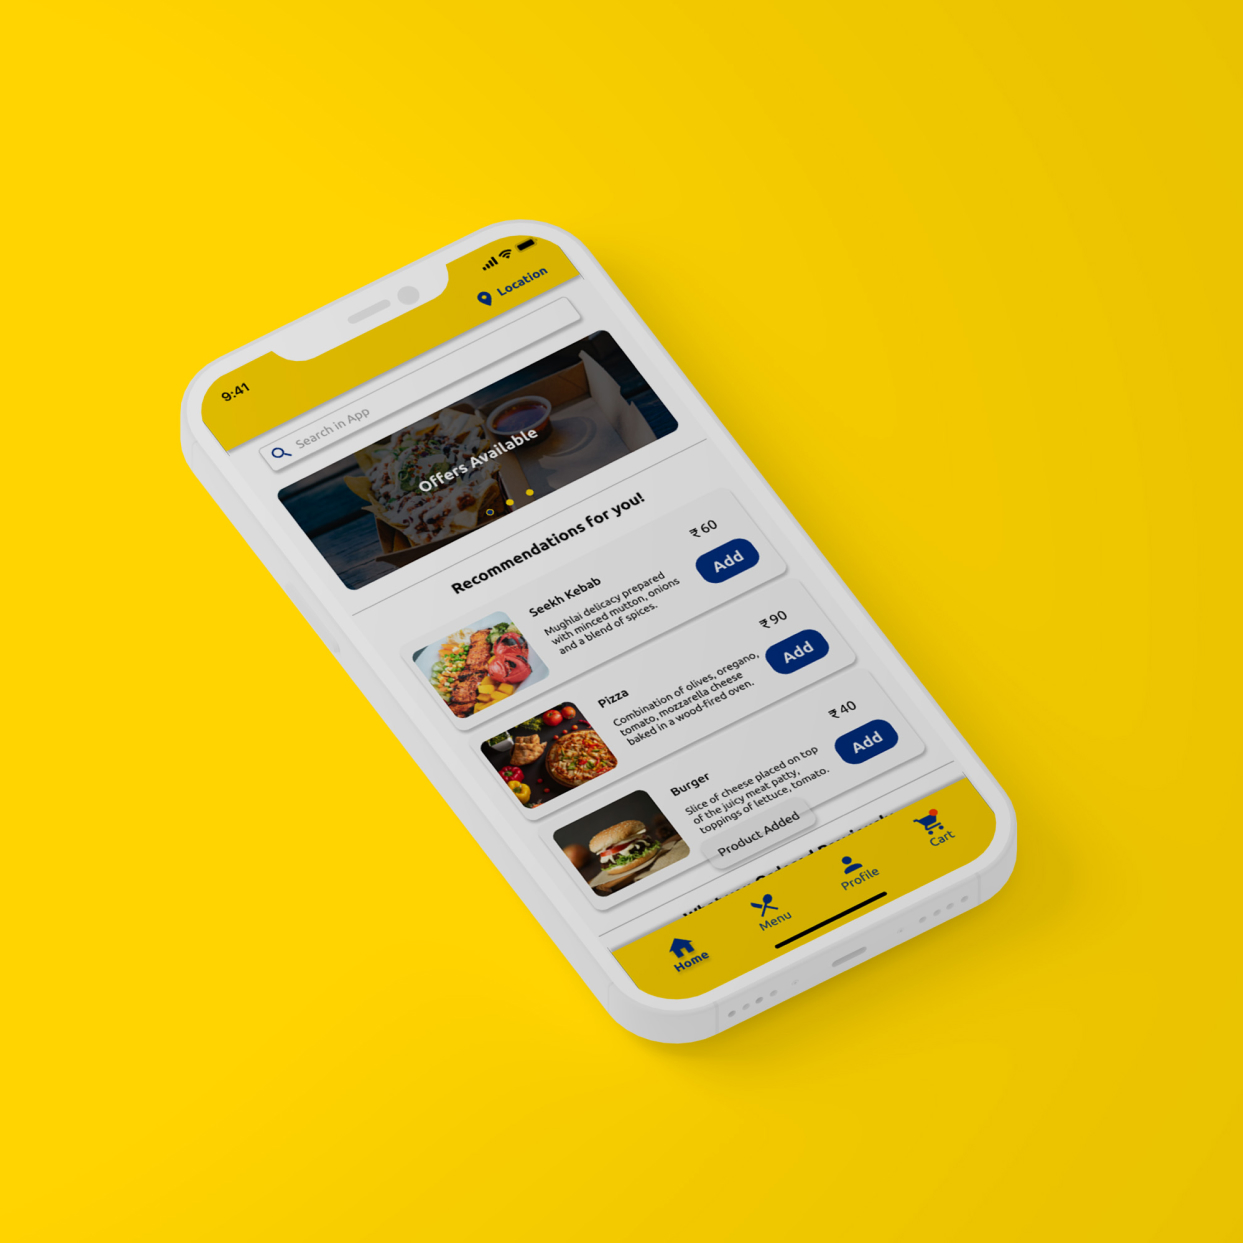 9:41
Location
Search in App
Offers Available
Recommendations for you!
Seekh Kebab
₹ 60
Mughlai delicacy prepared
with minced mutton, onions
and a blend of spices.
Add
Pizza
₹ 90
Combination of olives, oregano,
tomato, mozzarella cheese
baked in a wood-fired oven.
Add
Burger
₹ 40
Slice of cheese placed on top
of the juicy meat patty,
toppings of lettuce, tomato.
Add
Product Added
Home
Menu
Profile
Cart